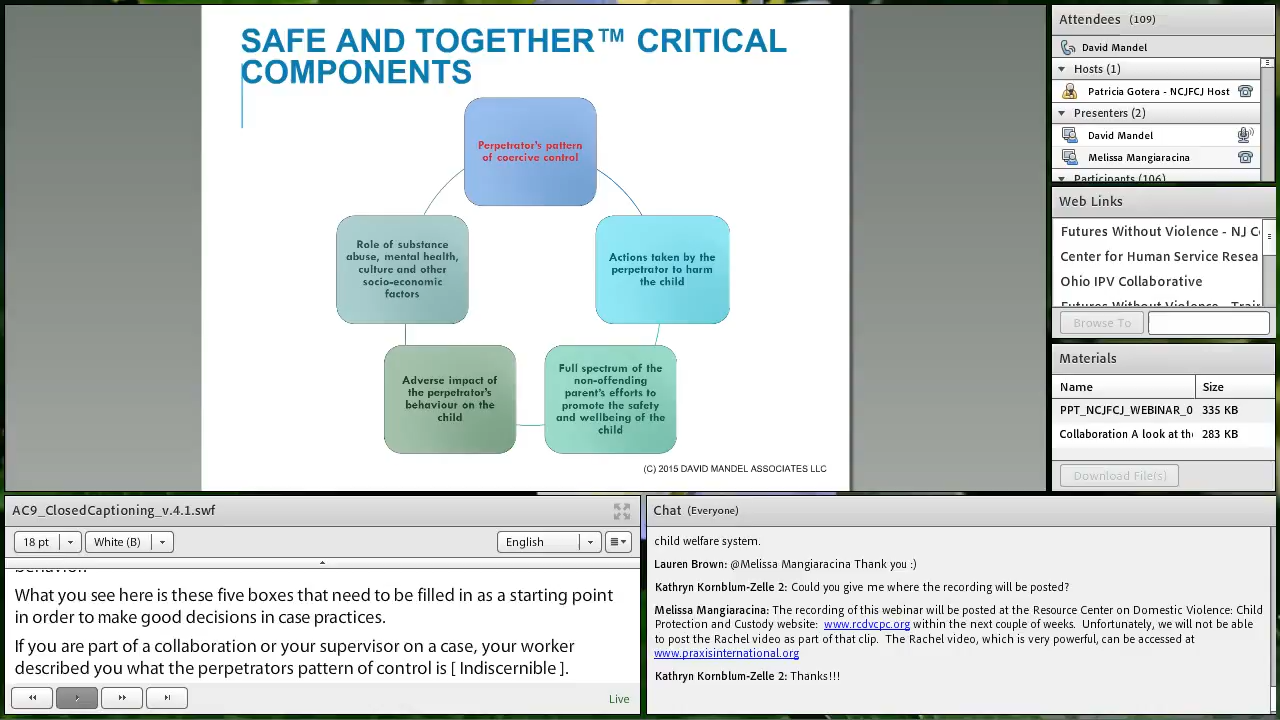 SAFE AND TOGETHER™ CRITICAL
COMPONENTS
Perpetrator's pattern
of coercive control
Role of substance
abuse, mental health,
culture and other
socio-economic
factors
Actions taken by the
perpetrator to harm
the child
Adverse impact of
the perpetrator's
behaviour on the
child
Full spectrum of the
non-offending
parent's efforts to
promote the safety
and wellbeing of the
child
(C) 2015 DAVID MANDEL ASSOCIATES LLC
Attendees (109)
David Mandel
Hosts (1)
Patricia Gotera - NCJFCJ Host
Presenters (2)
David Mandel
Melissa Mangiaracina
Participants (106)
Web Links
Futures Without Violence - NJ C
Center for Human Service Resea
Ohio IPV Collaborative
Futures Without Violence - Trai
Browse To
Materials
Name Size
PPT_NCJFCJ_WEBINAR_0 335 KB
Collaboration A look at the 283 KB
Download File(s)
AC9_ClosedCaptioning_v.4.1.swf
18 pt White (B) English
behavior
What you see here is these five boxes that need to be filled in as a starting point
in order to make good decisions in case practices.
If you are part of a collaboration or your supervisor on a case, your worker
described you what the perpetrators pattern of control is [ Indiscernible ].
Live
Chat (Everyone)
child welfare system.
Lauren Brown: @Melissa Mangiaracina Thank you :)
Kathryn Kornblum-Zelle 2: Could you give me where the recording will be posted?
Melissa Mangiaracina: The recording of this webinar will be posted at the Resource Center on Domestic Violence: Child
Protection and Custody website: www.rcdvcpc.org within the next couple of weeks. Unfortunately, we will not be able
to post the Rachel video as part of that clip. The Rachel video, which is very powerful, can be accessed at
www.praxisinternational.org
Kathryn Kornblum-Zelle 2: Thanks!!!